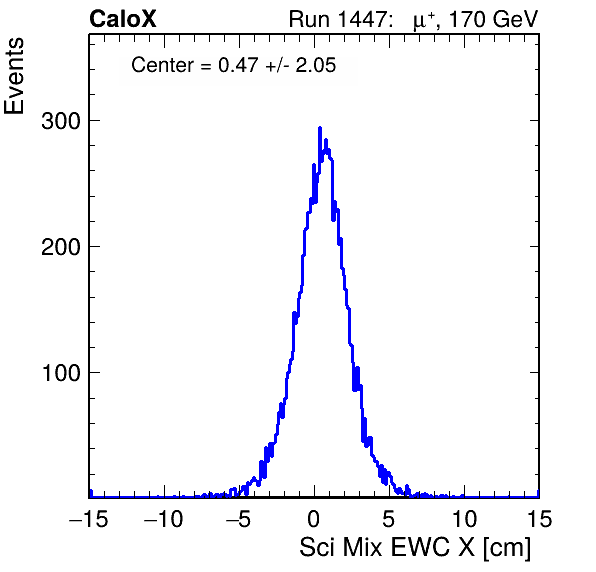 CaloX Run 1447: μ⁺, 170 GeV
Center = 0.47 +/- 2.05
Events
300
200
100
−15 −10 −5 0 5 10 15
Sci Mix EWC X [cm]